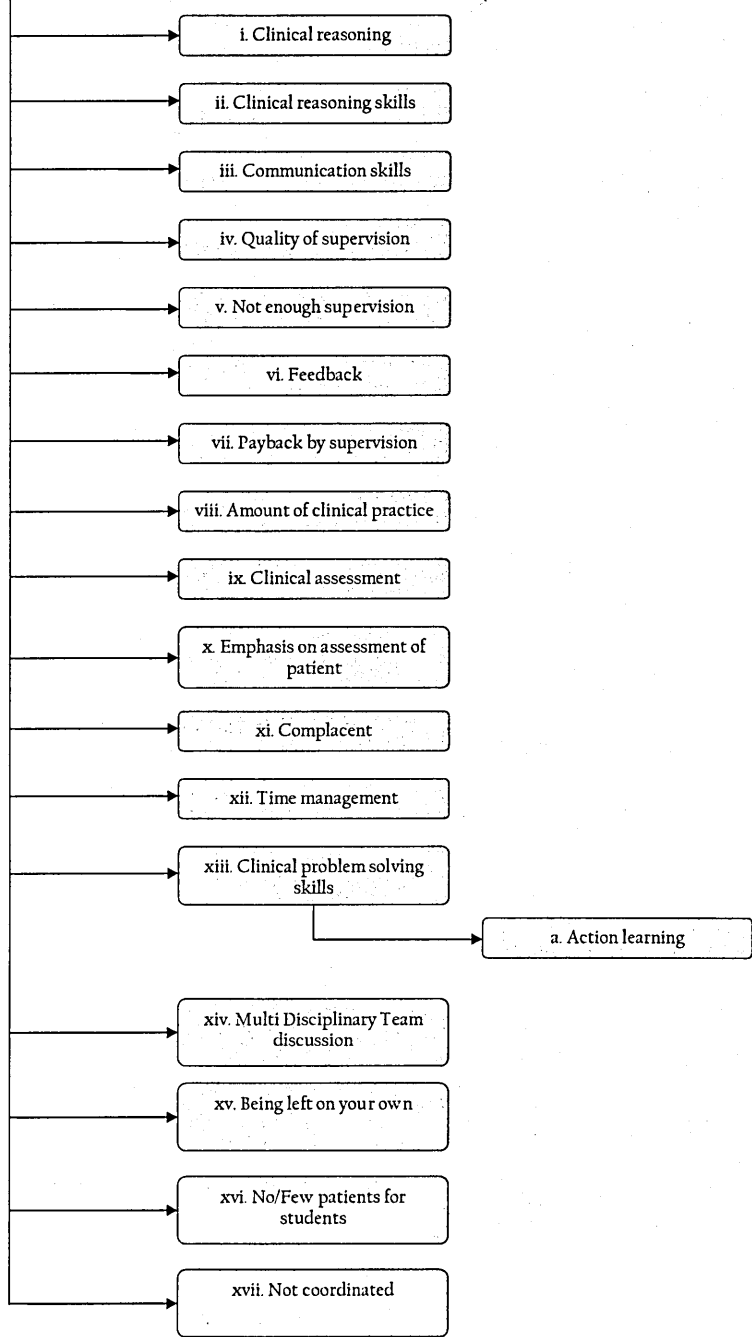 i. Clinical reasoning
ii. Clinical reasoning skills
iii. Communication skills
iv. Quality of supervision
v. Not enough supervision
vi. Feedback
vii. Payback by supervision
viii. Amount of clinical practice
ix. Clinical assessment
x. Emphasis on assessment of
patient
xi. Complacent
xii. Time management
xiii. Clinical problem solving
skills
a. Action learning
xiv. Multi Disciplinary Team
discussion
xv. Being left on your own
xvi. No/Few patients for
students
xvii. Not coordinated